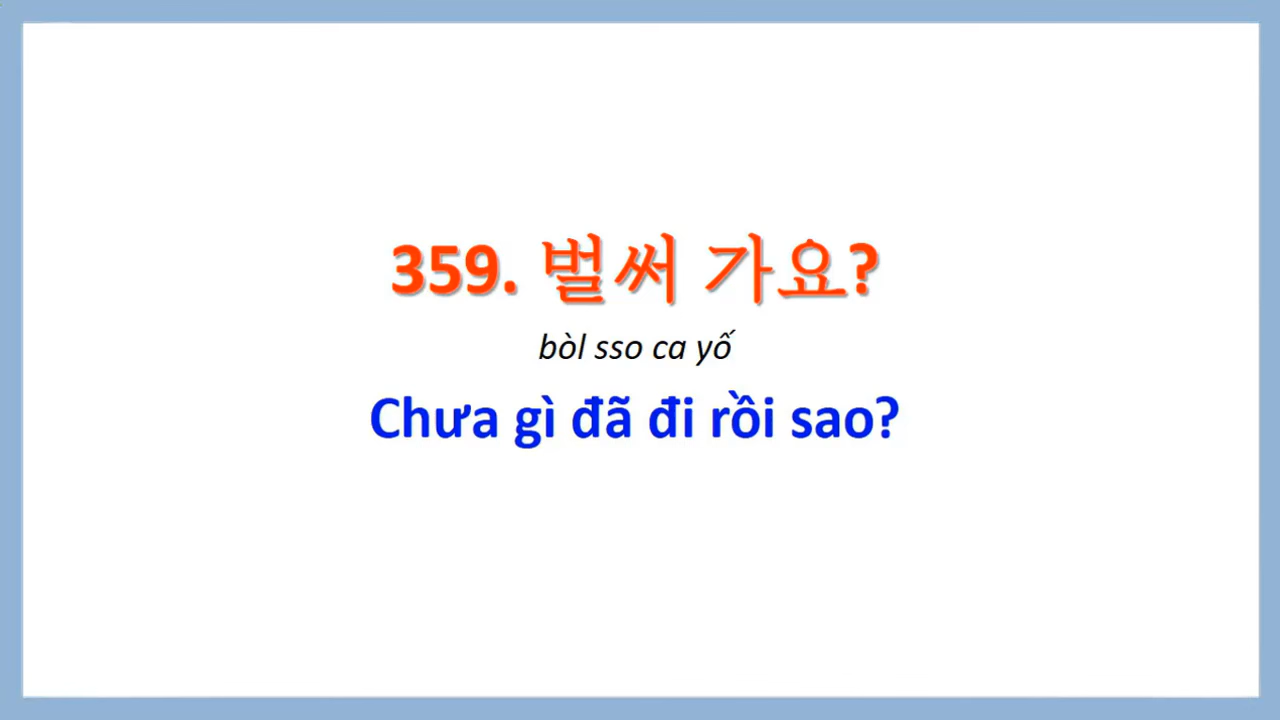 359. 벌써 가요?
bòl sso ca yố
Chưa gì đã đi rồi sao?